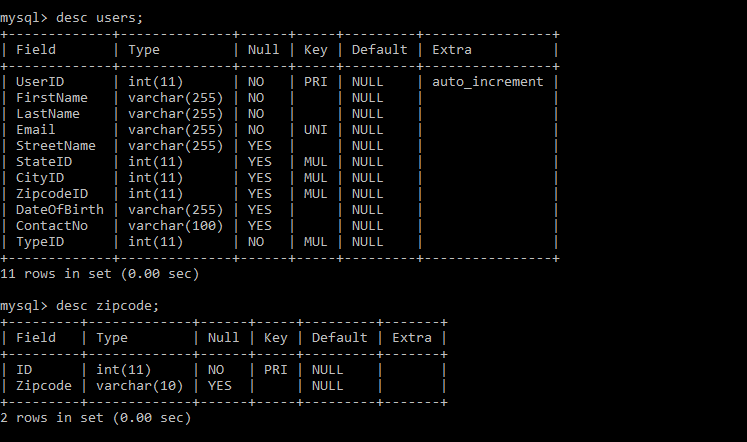 mysql> desc users;
+-------------+--------------+------+-----+---------+----------------+
| Field       | Type         | Null | Key | Default | Extra          |
+-------------+--------------+------+-----+---------+----------------+
| UserID      | int(11)      | NO   | PRI | NULL    | auto_increment |
| FirstName   | varchar(255) | NO   |     | NULL    |                |
| LastName    | varchar(255) | NO   |     | NULL    |                |
| Email       | varchar(255) | NO   | UNI | NULL    |                |
| StreetName  | varchar(255) | YES  |     | NULL    |                |
| StateID     | int(11)      | YES  | MUL | NULL    |                |
| CityID      | int(11)      | YES  | MUL | NULL    |                |
| ZipcodeID   | int(11)      | YES  | MUL | NULL    |                |
| DateOfBirth | varchar(255) | YES  |     | NULL    |                |
| ContactNo   | varchar(100) | YES  |     | NULL    |                |
| TypeID      | int(11)      | NO   | MUL | NULL    |                |
+-------------+--------------+------+-----+---------+----------------+
11 rows in set (0.00 sec)

mysql> desc zipcode;
+---------+-------------+------+-----+---------+-------+
| Field   | Type        | Null | Key | Default | Extra |
+---------+-------------+------+-----+---------+-------+
| ID      | int(11)     | NO   | PRI | NULL    |       |
| Zipcode | varchar(10) | YES  |     | NULL    |       |
+---------+-------------+------+-----+---------+-------+
2 rows in set (0.00 sec)